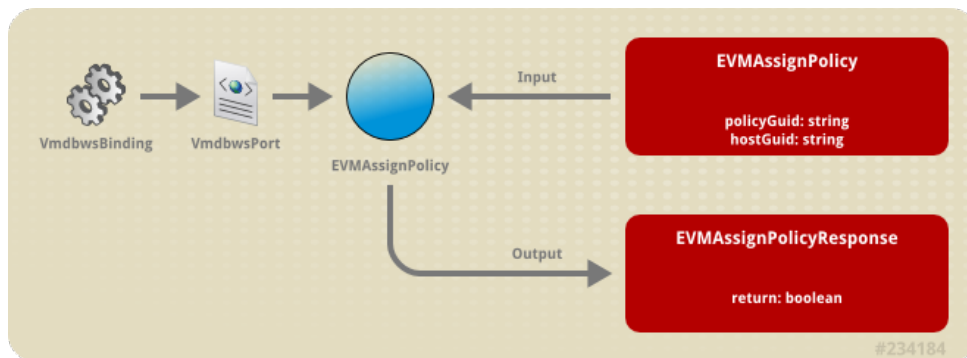 VmdbwsBinding
VmdbwsPort
EVMAssignPolicy
Input
EVMAssignPolicy
policyGuid: string
hostGuid: string
Output
EVMAssignPolicyResponse
return: boolean
#234184